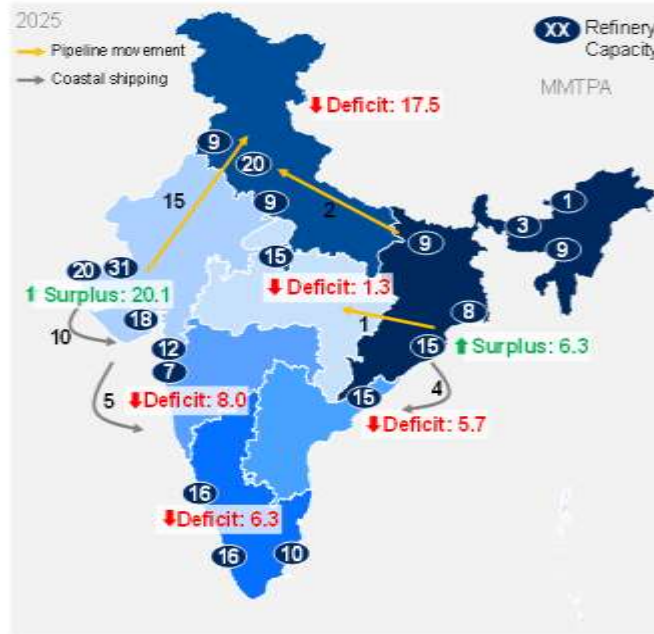 2025
Pipeline movement
Coastal shipping
XX Refinery
Capacity
MMTPA
⬇Deficit: 17.5
9
20
9
15
2
9
1
3
9
15
20 31
⬆Surplus: 20.1
⬇Deficit: 1.3
18
10
1
8
15
⬆Surplus: 6.3
12
7
5
⬇Deficit: 8.0
15
4
⬇Deficit: 5.7
16
⬇Deficit: 6.3
16
10